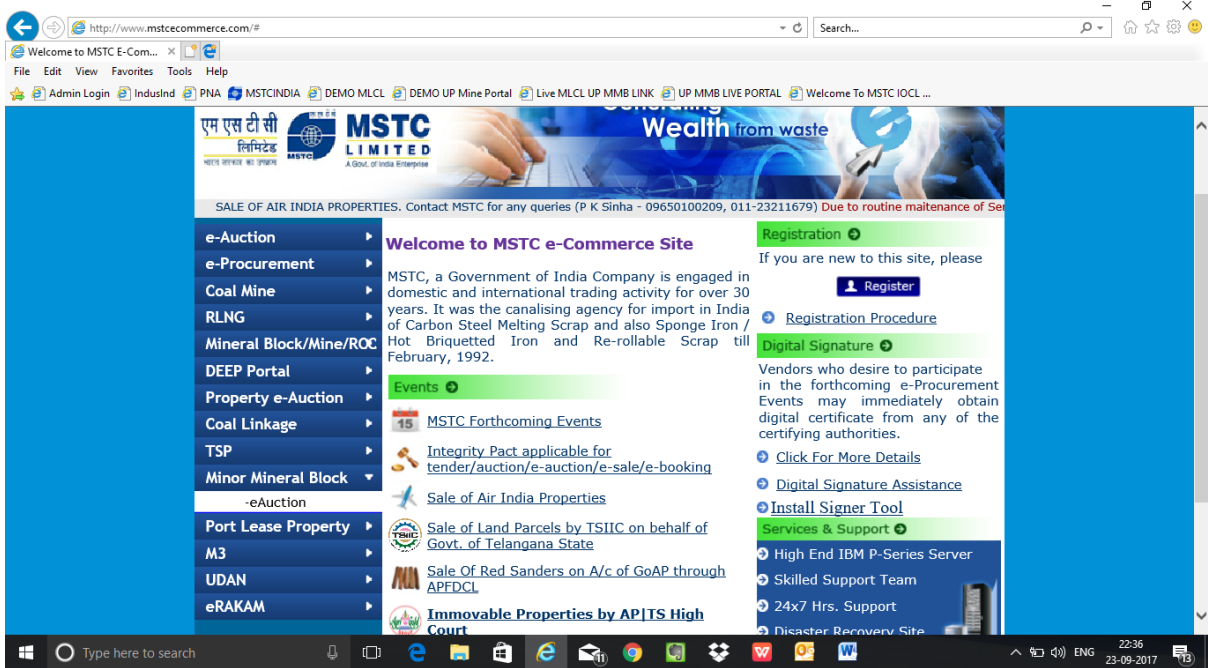 http://www.mstcecommerce.com/#
Search...
Welcome to MSTC E-Com...
File Edit View Favorites Tools Help
Admin Login IndusInd PNA MSTCINDIA DEMO MLCL DEMO UP Mine Portal Live MLCL UP MMB LINK UP MMB LIVE PORTAL Welcome To MSTC IOCL ...
एम एस टी सी
लिमिटेड
भारत सरकार का उपक्रम
MSTC
MSTC
LIMITED
A Govt. of India Enterprise
Generating
Wealth from waste
SALE OF AIR INDIA PROPERTIES. Contact MSTC for any queries (P K Sinha - 09650100209, 011-23211679) Due to routine maitenance of Ser
e-Auction
e-Procurement
Coal Mine
RLNG
Mineral Block/Mine/ROC
DEEP Portal
Property e-Auction
Coal Linkage
TSP
Minor Mineral Block
-eAuction
Port Lease Property
M3
UDAN
eRAKAM
Welcome to MSTC e-Commerce Site
MSTC, a Government of India Company is engaged in
domestic and international trading activity for over 30
years. It was the canalising agency for import in India
of Carbon Steel Melting Scrap and also Sponge Iron /
Hot Briquetted Iron and Re-rollable Scrap till
February, 1992.
Events
15
MSTC Forthcoming Events
Integrity Pact applicable for
tender/auction/e-auction/e-sale/e-booking
Sale of Air India Properties
TSIIC
Sale of Land Parcels by TSIIC on behalf of
Govt. of Telangana State
Sale Of Red Sanders on A/c of GoAP through
APFDCL
Immovable Properties by AP|TS High
Court
Registration
If you are new to this site, please
Register
Registration Procedure
Digital Signature
Vendors who desire to participate
in the forthcoming e-Procurement
Events may immediately obtain
digital certificate from any of the
certifying authorities.
Click For More Details
Digital Signature Assistance
Install Signer Tool
Services & Support
High End IBM P-Series Server
Skilled Support Team
24x7 Hrs. Support
Disaster Recovery Site
Type here to search
11
ENG
22:36
23-09-2017
13